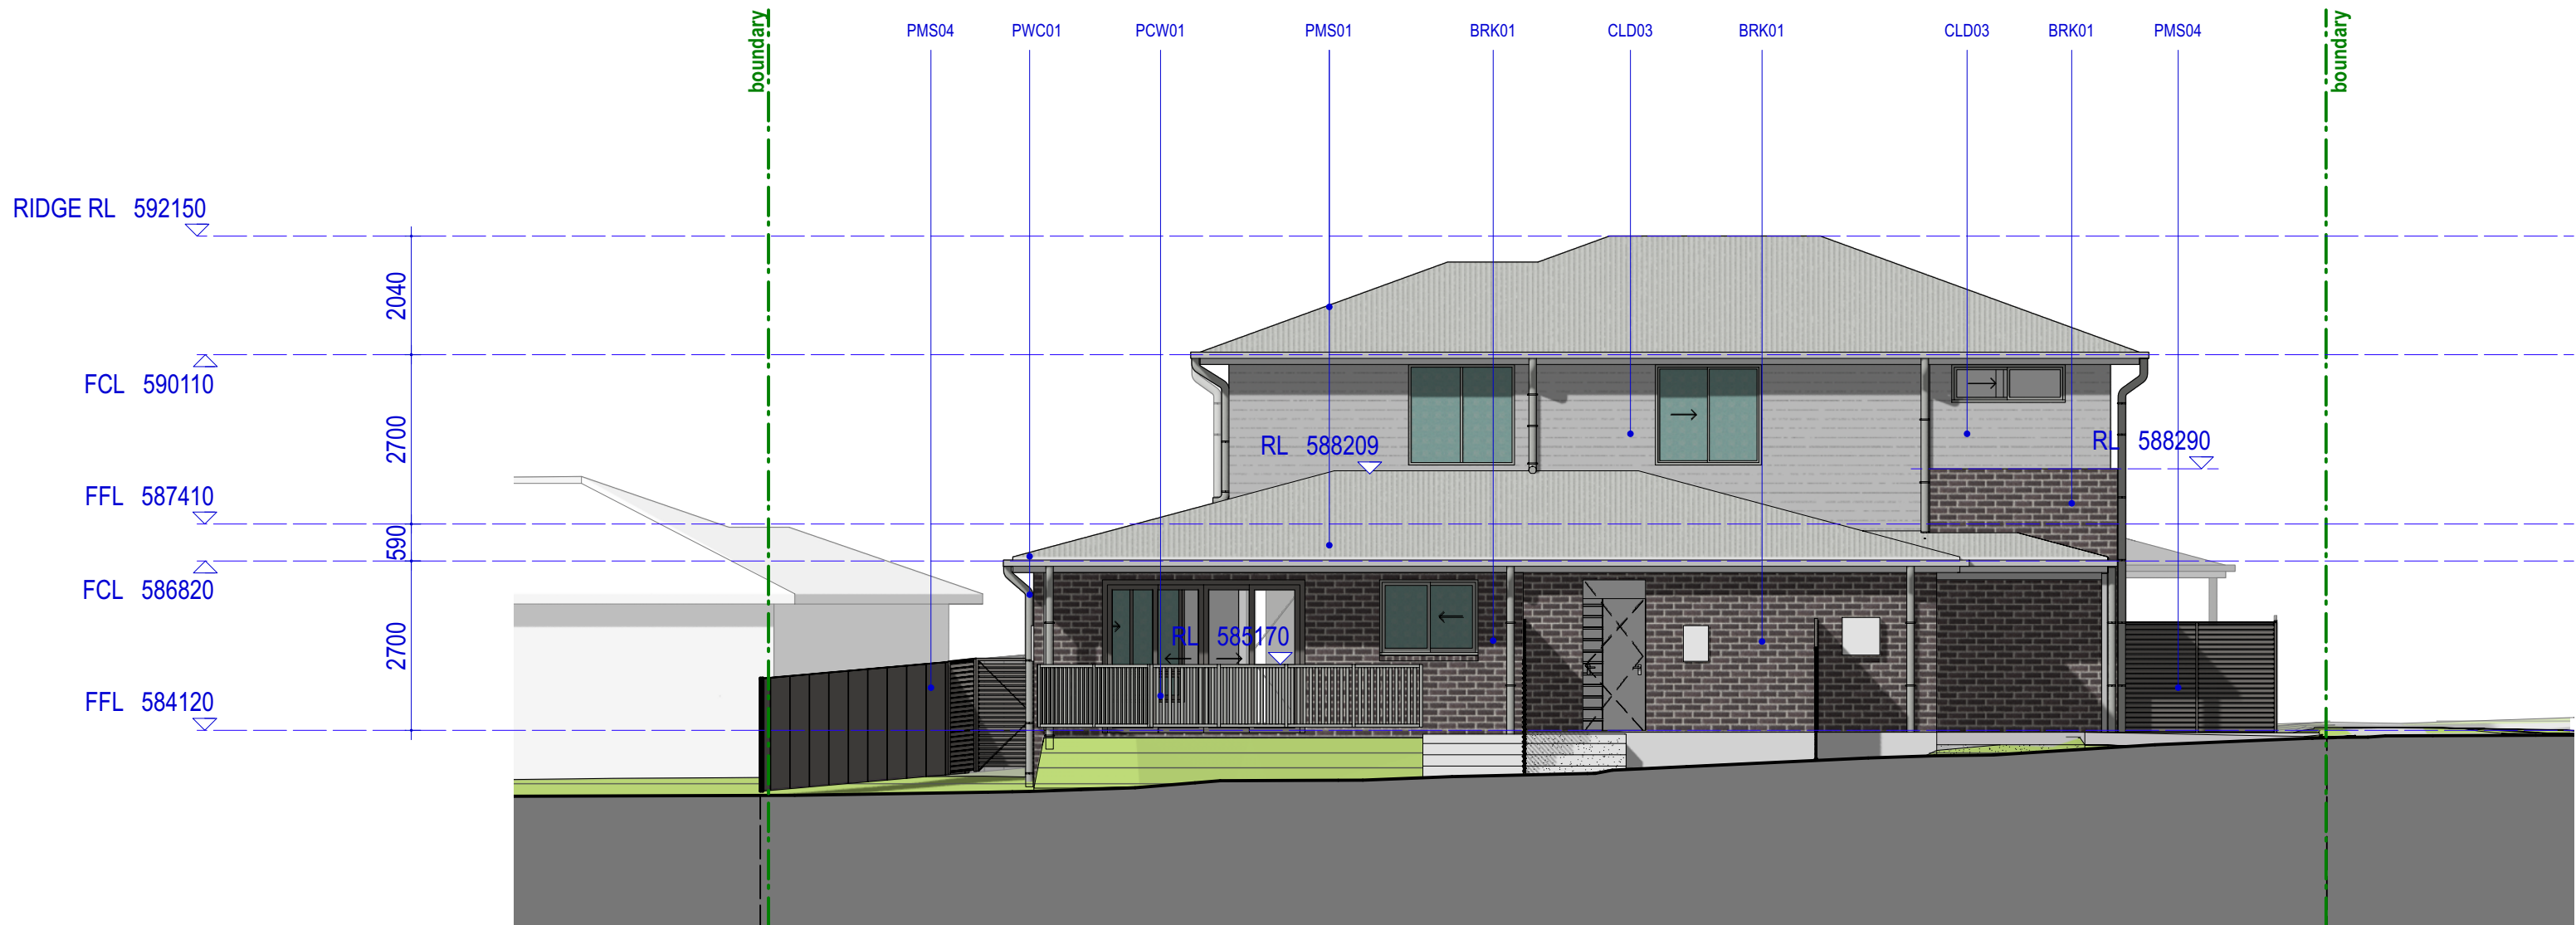 boundary
PMS04
PWC01
PCW01
PMS01
BRK01
CLD03
BRK01
CLD03
BRK01
PMS04
boundary
RIDGE RL 592150
2040
FCL 590110
2700
RL 588209
RL 588290
FFL 587410
590
FCL 586820
2700
RL 585170
FFL 584120